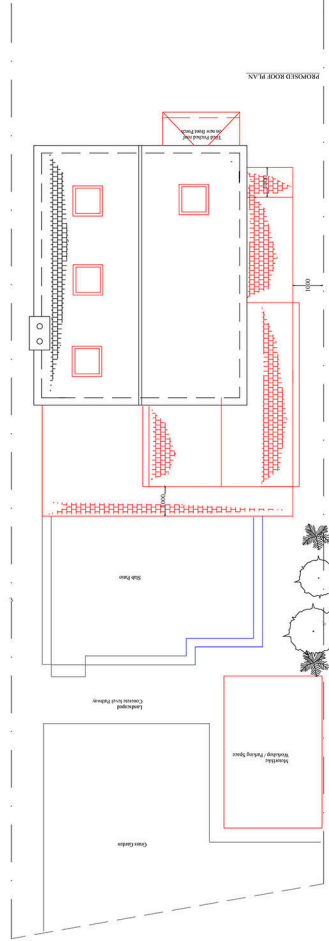 Grass Garden
Motorbike
Workshop / Parking Space
Landscaped
Concrete level Pathway
Slab Patio
1000
1000
Tiled Pitched roof
on new front Porch
PROPOSED ROOF PLAN